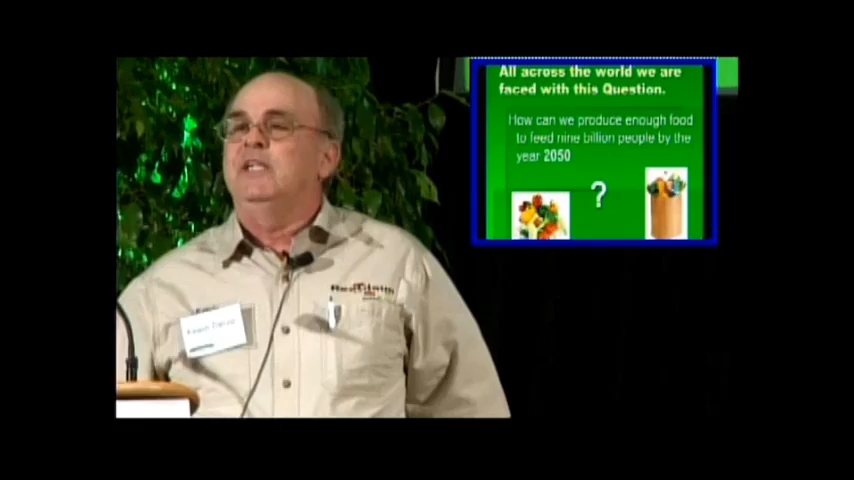 All across the world we are
faced with this Question.
How can we produce enough food
to feed nine billion people by the
year 2050
?